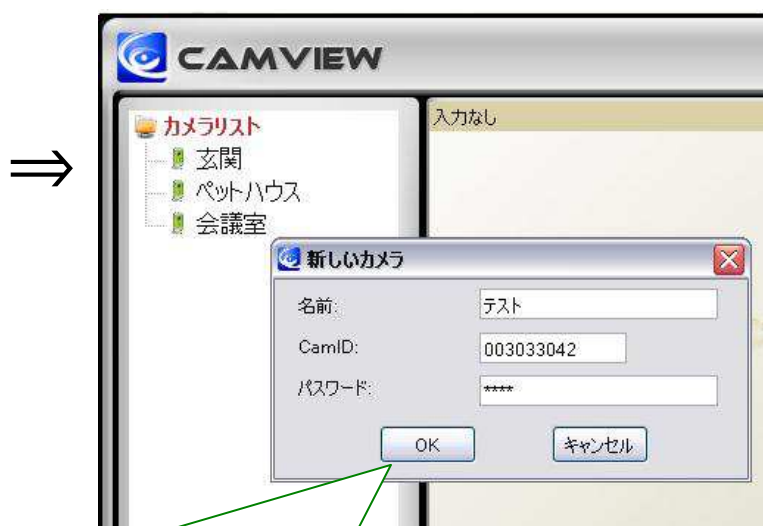 CAMVIEW
⇒
カメラリスト
玄関
ペットハウス
会議室
入力なし
新しいカメラ
名前:
テスト
CamID:
003033042
パスワード:
****
OK
キャンセル